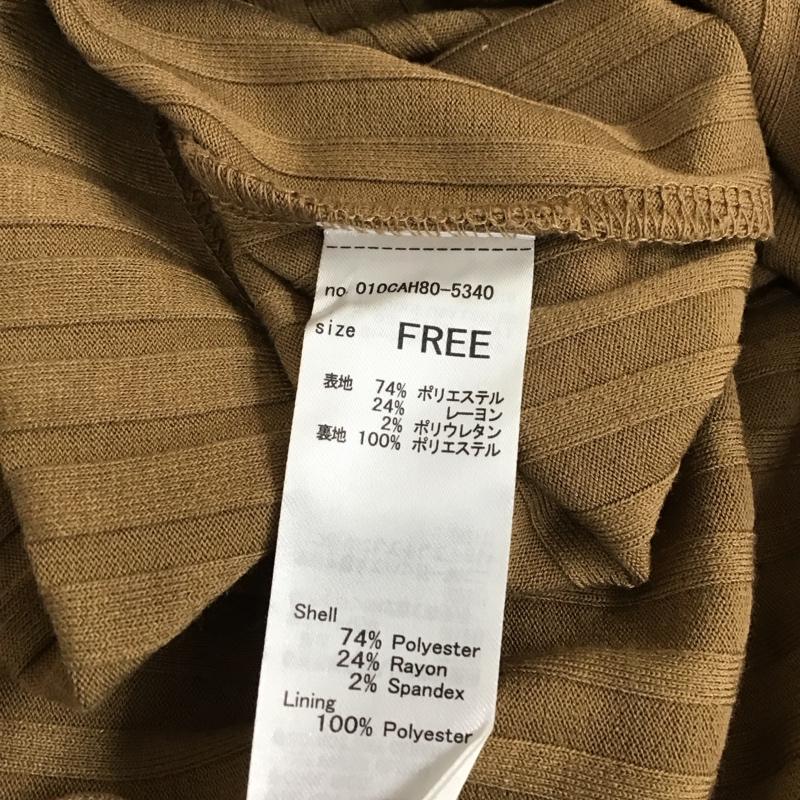 no 010CAH80-5340
size FREE
表地 74% ポリエステル
24% レーヨン
2% ポリウレタン
裏地 100% ポリエステル
Shell
74% Polyester
24% Rayon
2% Spandex
Lining
100% Polyester